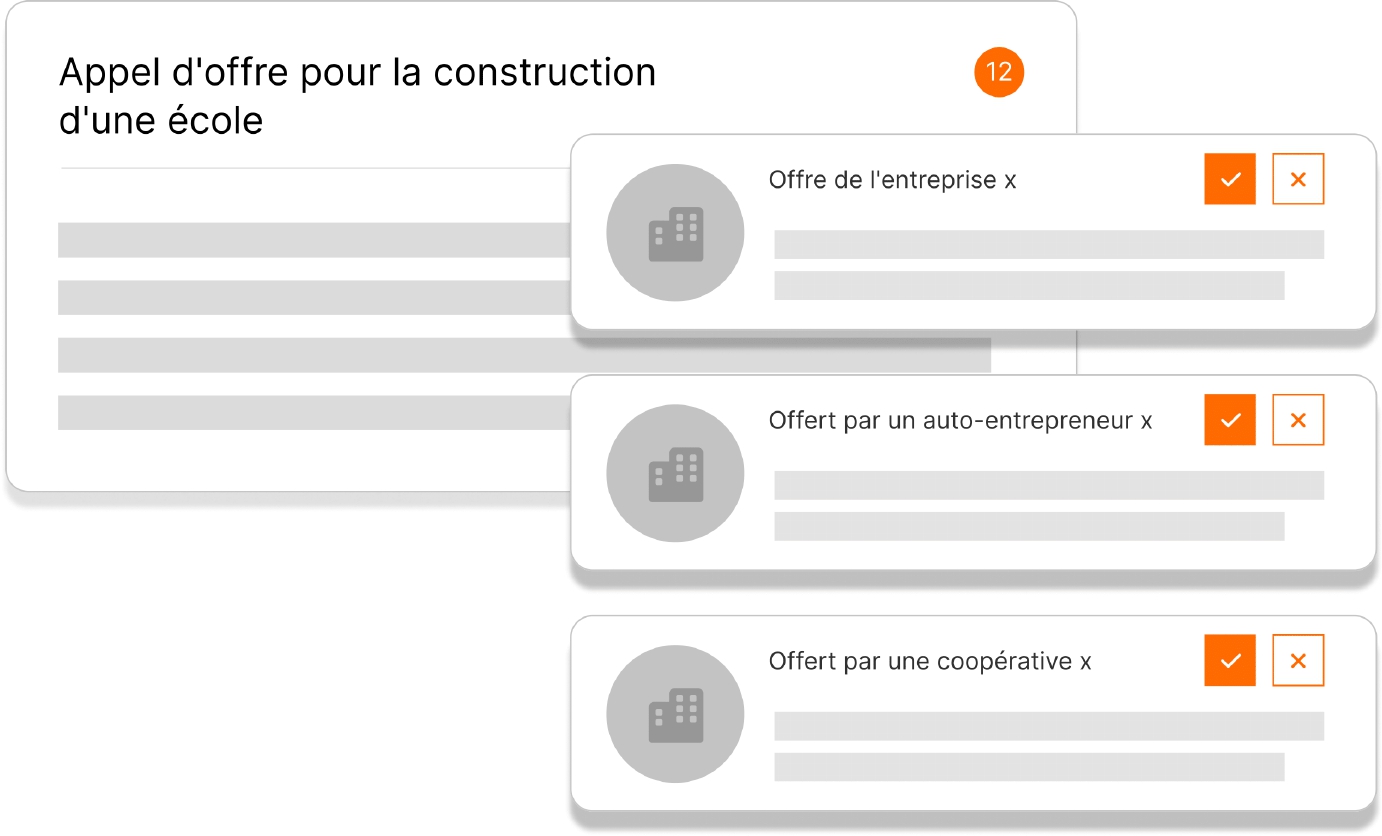 Appel d'offre pour la construction
d'une école
12
Offre de l'entreprise x
Offert par un auto-entrepreneur x
Offert par une coopérative x